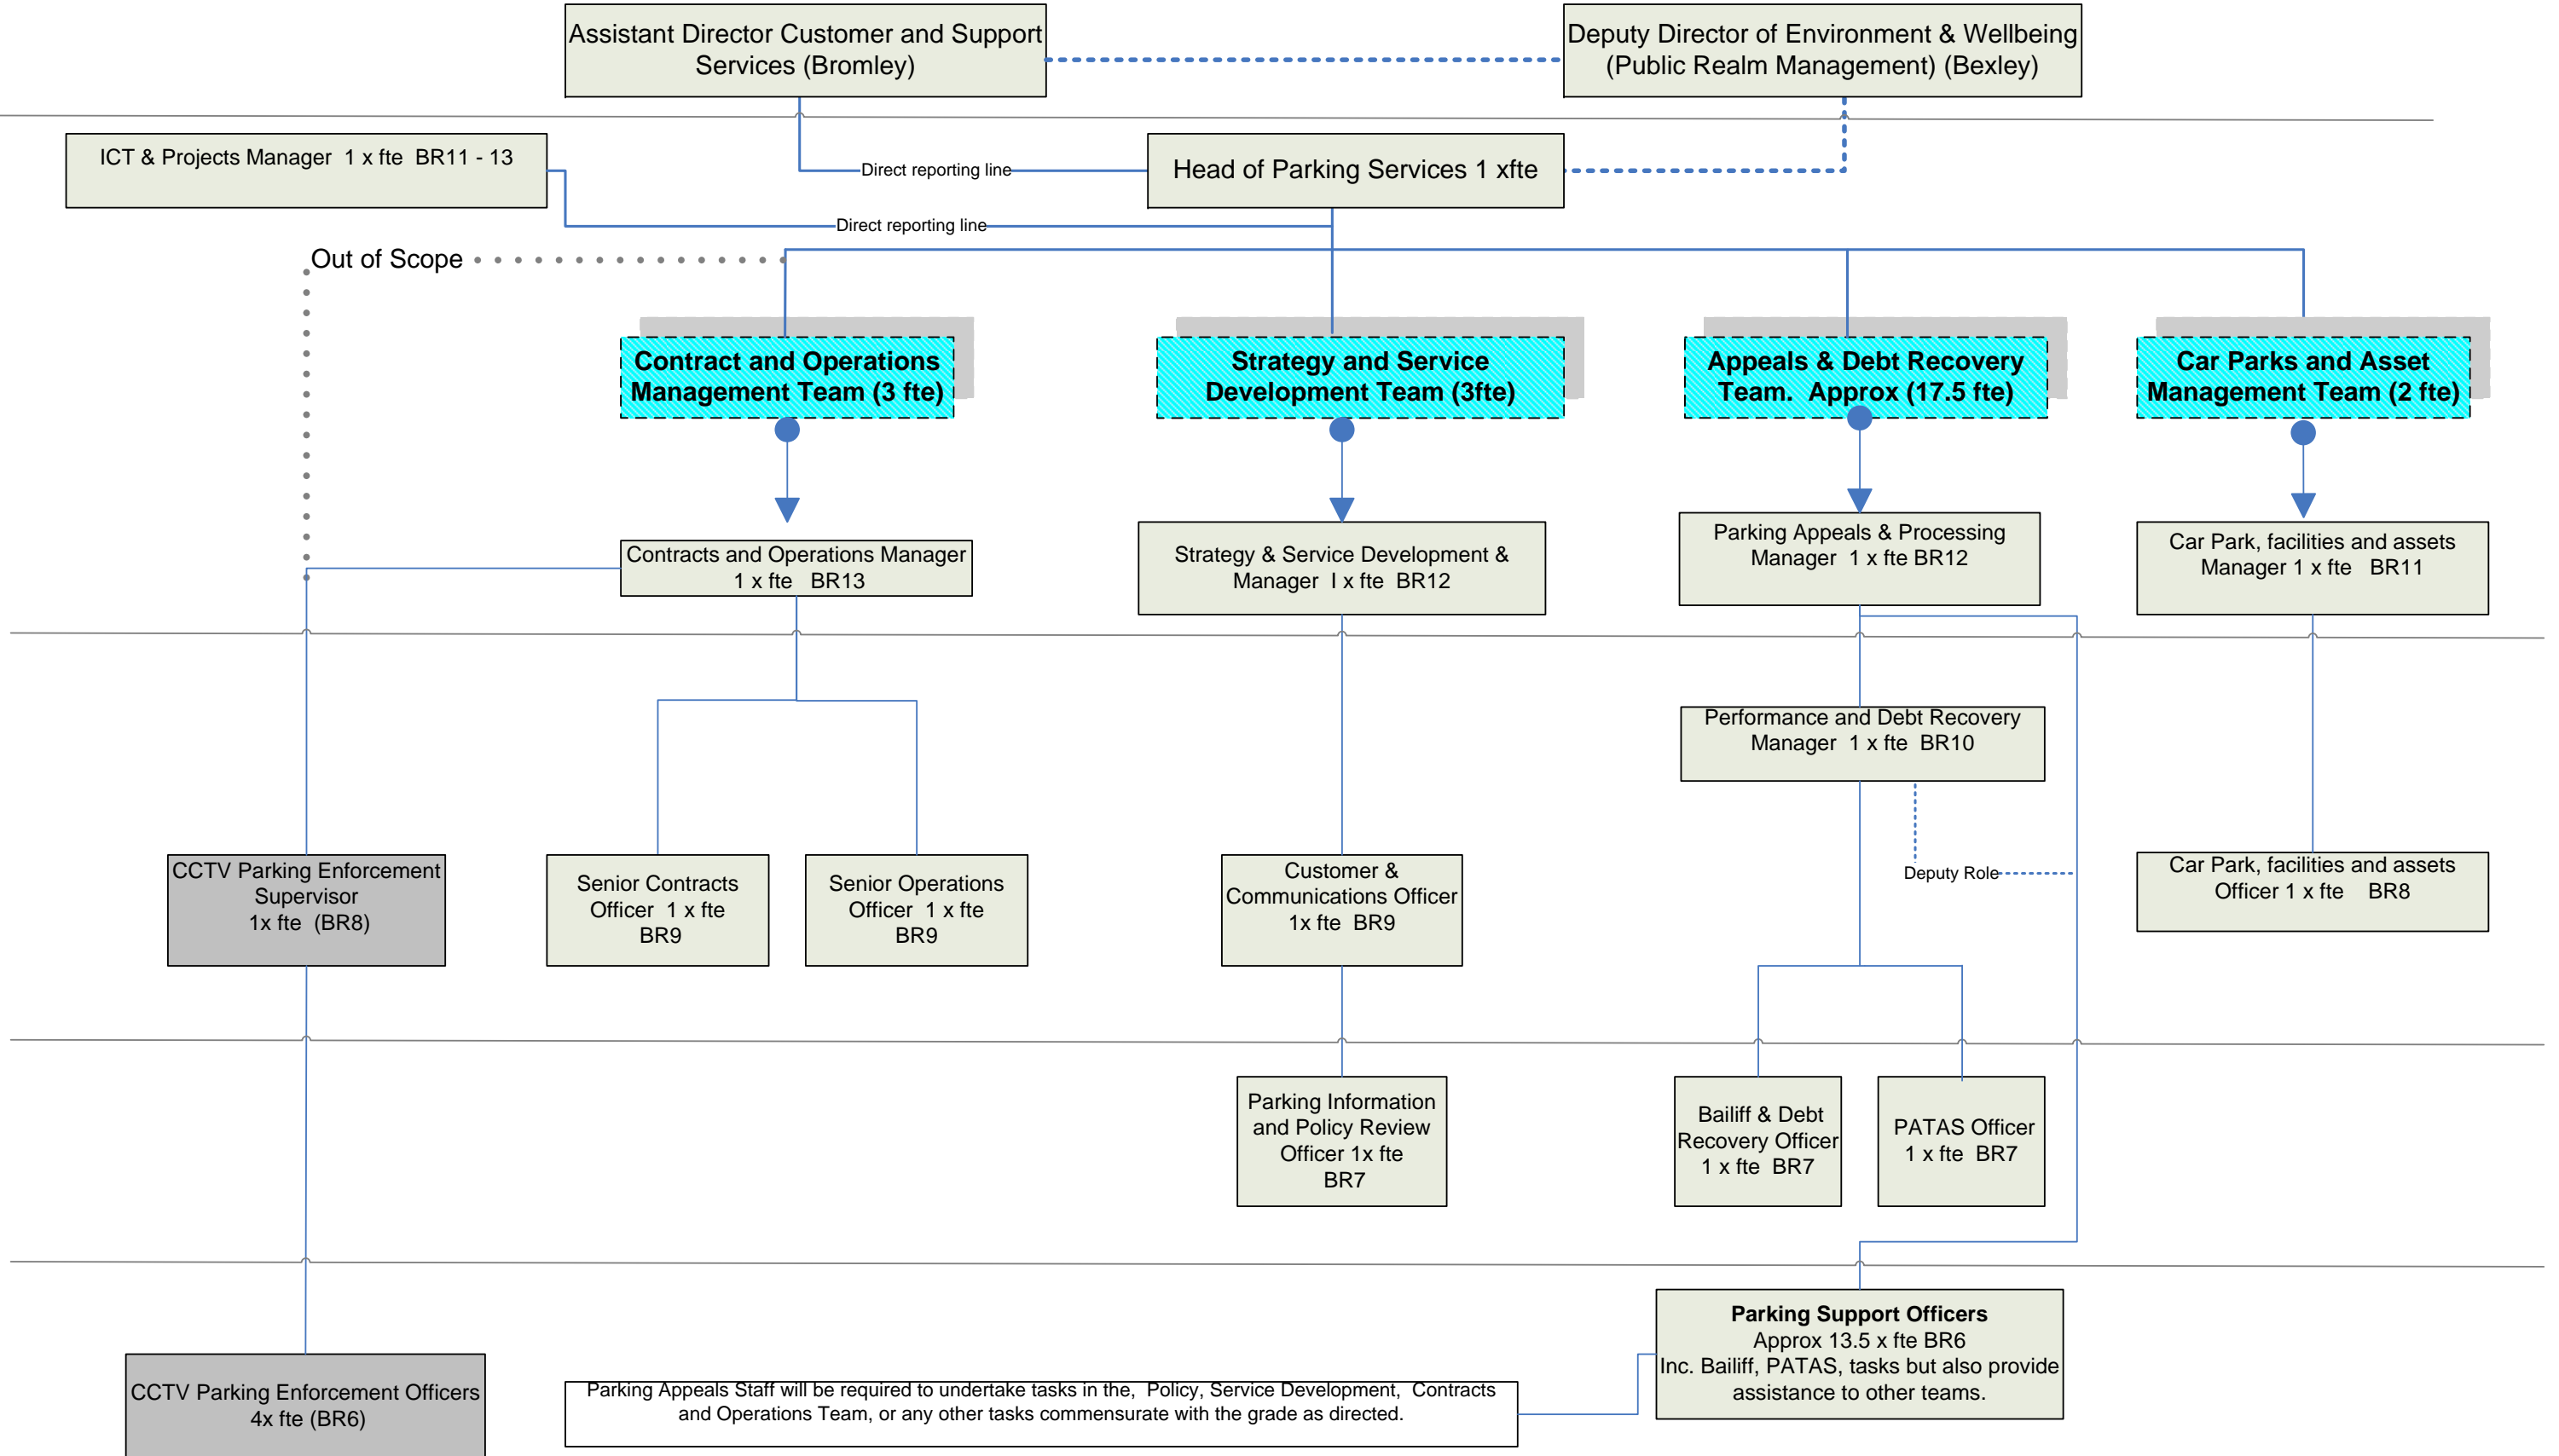 Assistant Director Customer and Support
Services (Bromley)
Deputy Director of Environment & Wellbeing
(Public Realm Management) (Bexley)
ICT & Projects Manager 1 x fte BR11 - 13
Direct reporting line
Head of Parking Services 1 xfte
Direct reporting line
Out of Scope
Contract and Operations
Management Team (3 fte)
Strategy and Service
Development Team (3fte)
Appeals & Debt Recovery
Team. Approx (17.5 fte)
Car Parks and Asset
Management Team (2 fte)
Contracts and Operations Manager
1 x fte BR13
Strategy & Service Development &
Manager I x fte BR12
Parking Appeals & Processing
Manager 1 x fte BR12
Car Park, facilities and assets
Manager 1 x fte BR11
Performance and Debt Recovery
Manager 1 x fte BR10
CCTV Parking Enforcement
Supervisor
1x fte (BR8)
Senior Contracts
Officer 1 x fte
BR9
Senior Operations
Officer 1 x fte
BR9
Customer &
Communications Officer
1x fte BR9
Deputy Role
Car Park, facilities and assets
Officer 1 x fte BR8
Parking Information
and Policy Review
Officer 1x fte
BR7
Bailiff & Debt
Recovery Officer
1 x fte BR7
PATAS Officer
1 x fte BR7
Parking Support Officers
Approx 13.5 x fte BR6
Inc. Bailiff, PATAS, tasks but also provide
assistance to other teams.
CCTV Parking Enforcement Officers
4x fte (BR6)
Parking Appeals Staff will be required to undertake tasks in the, Policy, Service Development, Contracts
and Operations Team, or any other tasks commensurate with the grade as directed.